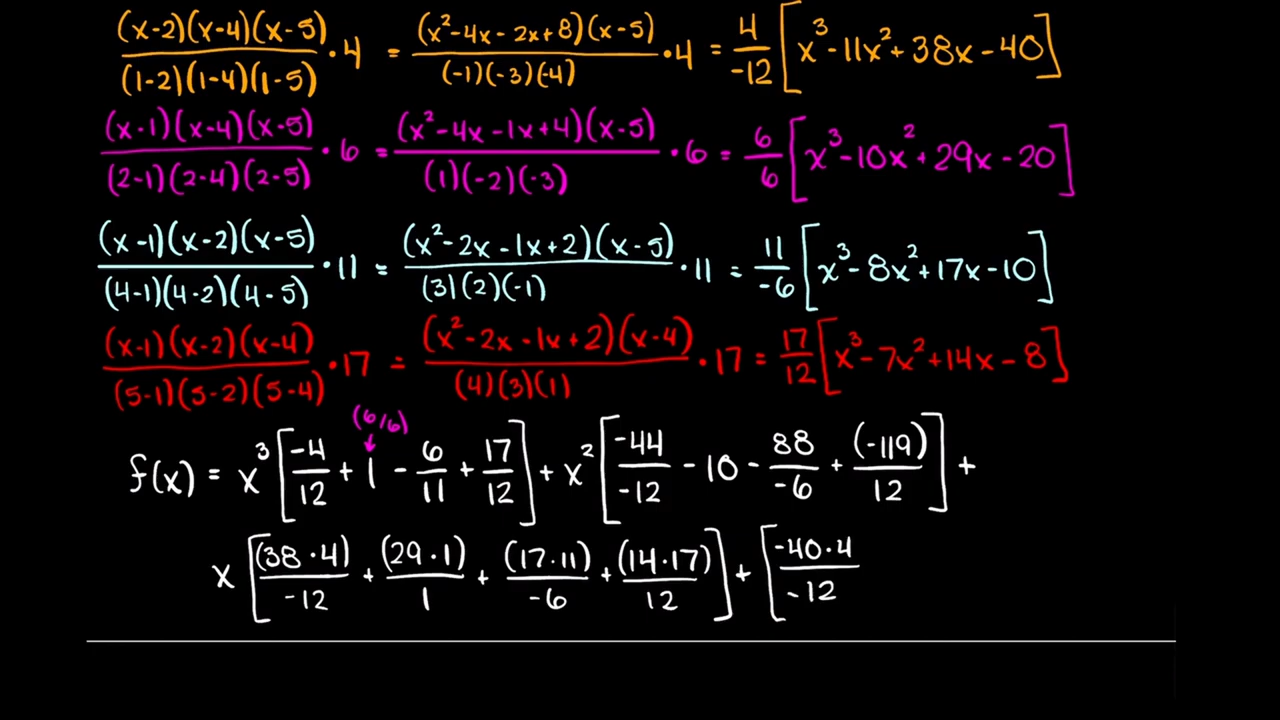 (x-2)(x-4)(x-5)/(1-2)(1-4)(1-5) · 4 = (x²-4x-2x+8)(x-5)/(-1)(-3)(-4) · 4 = 4/-12 [x³-11x²+38x-40]
(x-1)(x-4)(x-5)/(2-1)(2-4)(2-5) · 6 = (x²-4x-1x+4)(x-5)/(1)(-2)(-3) · 6 = 6/6 [x³-10x²+29x-20]
(x-1)(x-2)(x-5)/(4-1)(4-2)(4-5) · 11 = (x²-2x-1x+2)(x-5)/(3)(2)(-1) · 11 = 11/-6 [x³-8x²+17x-10]
(x-1)(x-2)(x-4)/(5-1)(5-2)(5-4) · 17 = (x²-2x-1x+2)(x-4)/(4)(3)(1) · 17 = 17/12 [x³-7x²+14x-8]
(6/6)
f(x) = x³ [-4/12 + 1 - 6/11 + 17/12] + x² [-44/-12 - 10 - 88/-6 + (-119)/12] +
x [(38·4)/-12 + (29·1)/1 + (17·11)/-6 + (14·17)/12] + [-40·4/-12